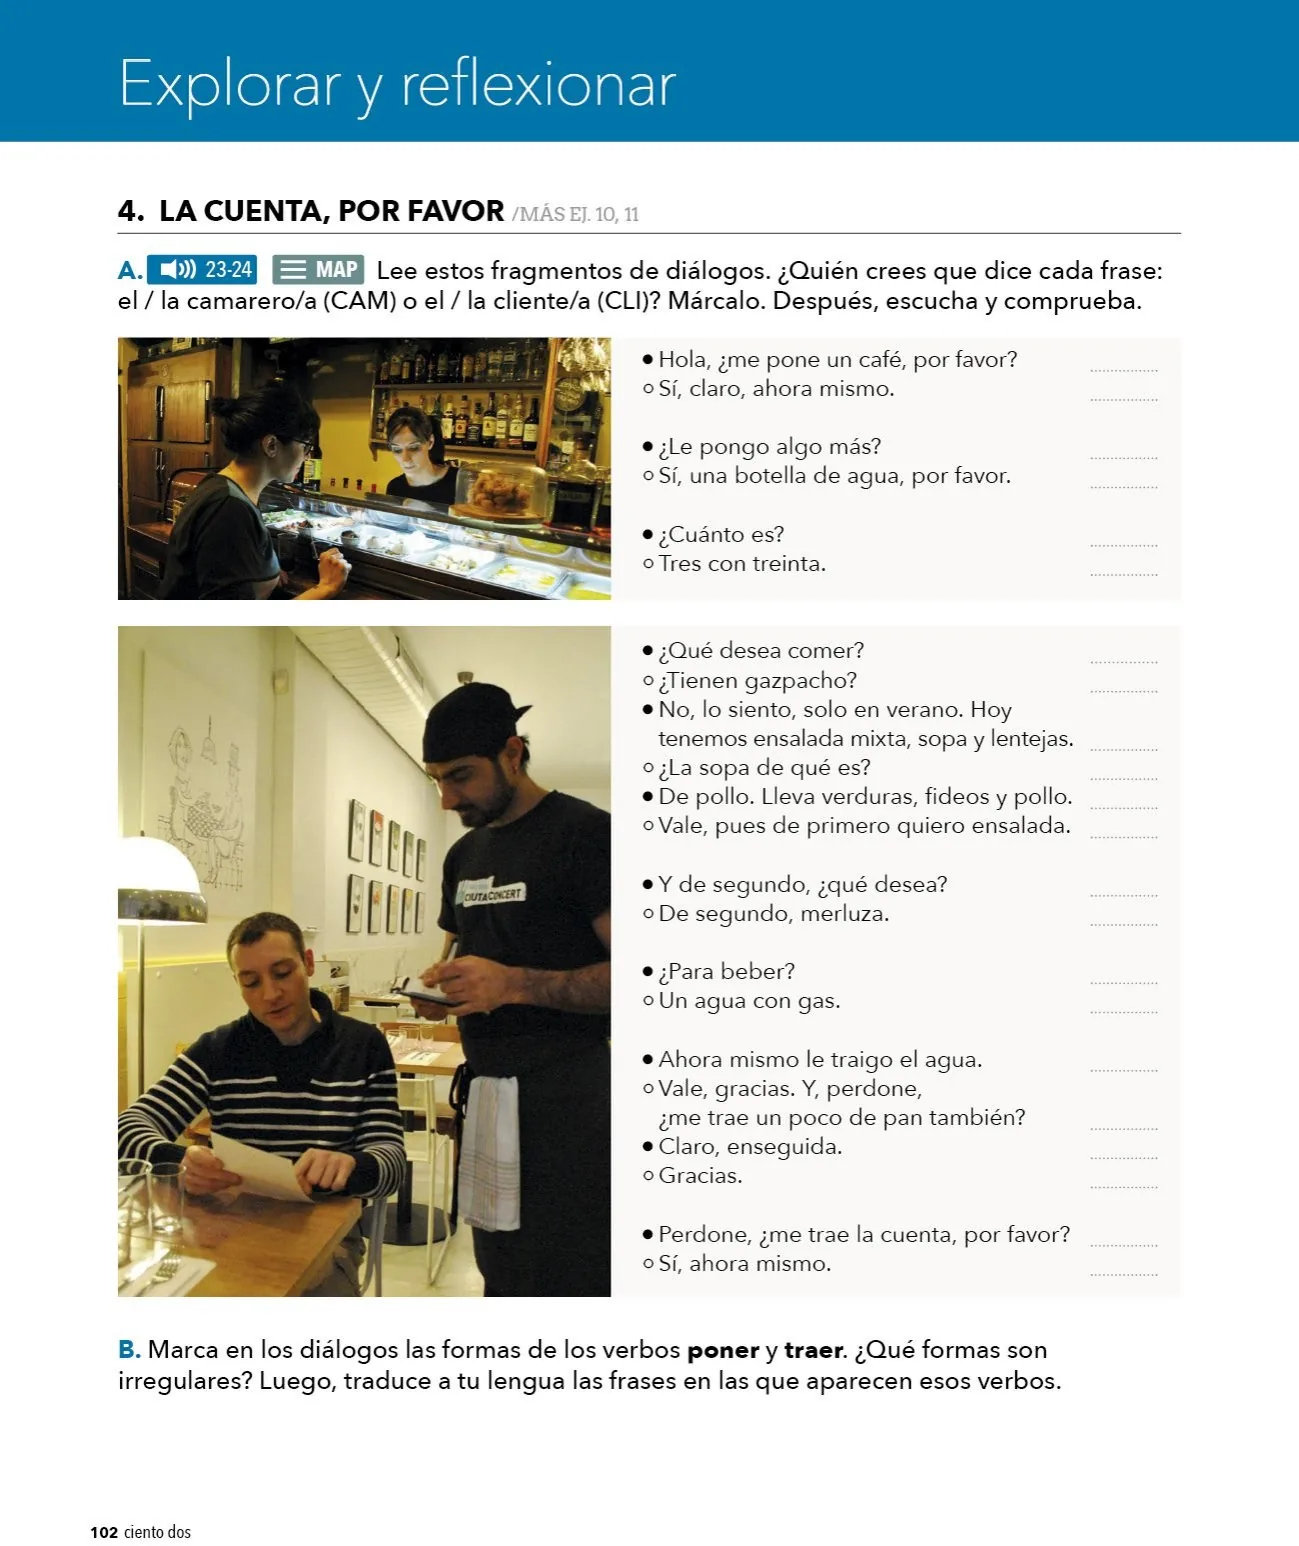 Explorar y reflexionar
4. LA CUENTA, POR FAVOR /MÁS EJ. 10, 11
A. 23-24 MAP Lee estos fragmentos de diálogos. ¿Quién crees que dice cada frase:
el / la camarero/a (CAM) o el / la cliente/a (CLI)? Márcalo. Después, escucha y comprueba.
• Hola, ¿me pone un café, por favor?
○ Sí, claro, ahora mismo.
• ¿Le pongo algo más?
○ Sí, una botella de agua, por favor.
• ¿Cuánto es?
○ Tres con treinta.
• ¿Qué desea comer?
○ ¿Tienen gazpacho?
• No, lo siento, solo en verano. Hoy
tenemos ensalada mixta, sopa y lentejas.
○ ¿La sopa de qué es?
• De pollo. Lleva verduras, fideos y pollo.
○ Vale, pues de primero quiero ensalada.
• Y de segundo, ¿qué desea?
○ De segundo, merluza.
• ¿Para beber?
○ Un agua con gas.
• Ahora mismo le traigo el agua.
○ Vale, gracias. Y, perdone,
¿me trae un poco de pan también?
• Claro, enseguida.
○ Gracias.
• Perdone, ¿me trae la cuenta, por favor?
○ Sí, ahora mismo.
CIUTACONCERT
B. Marca en los diálogos las formas de los verbos poner y traer. ¿Qué formas son
irregulares? Luego, traduce a tu lengua las frases en las que aparecen esos verbos.
102 ciento dos